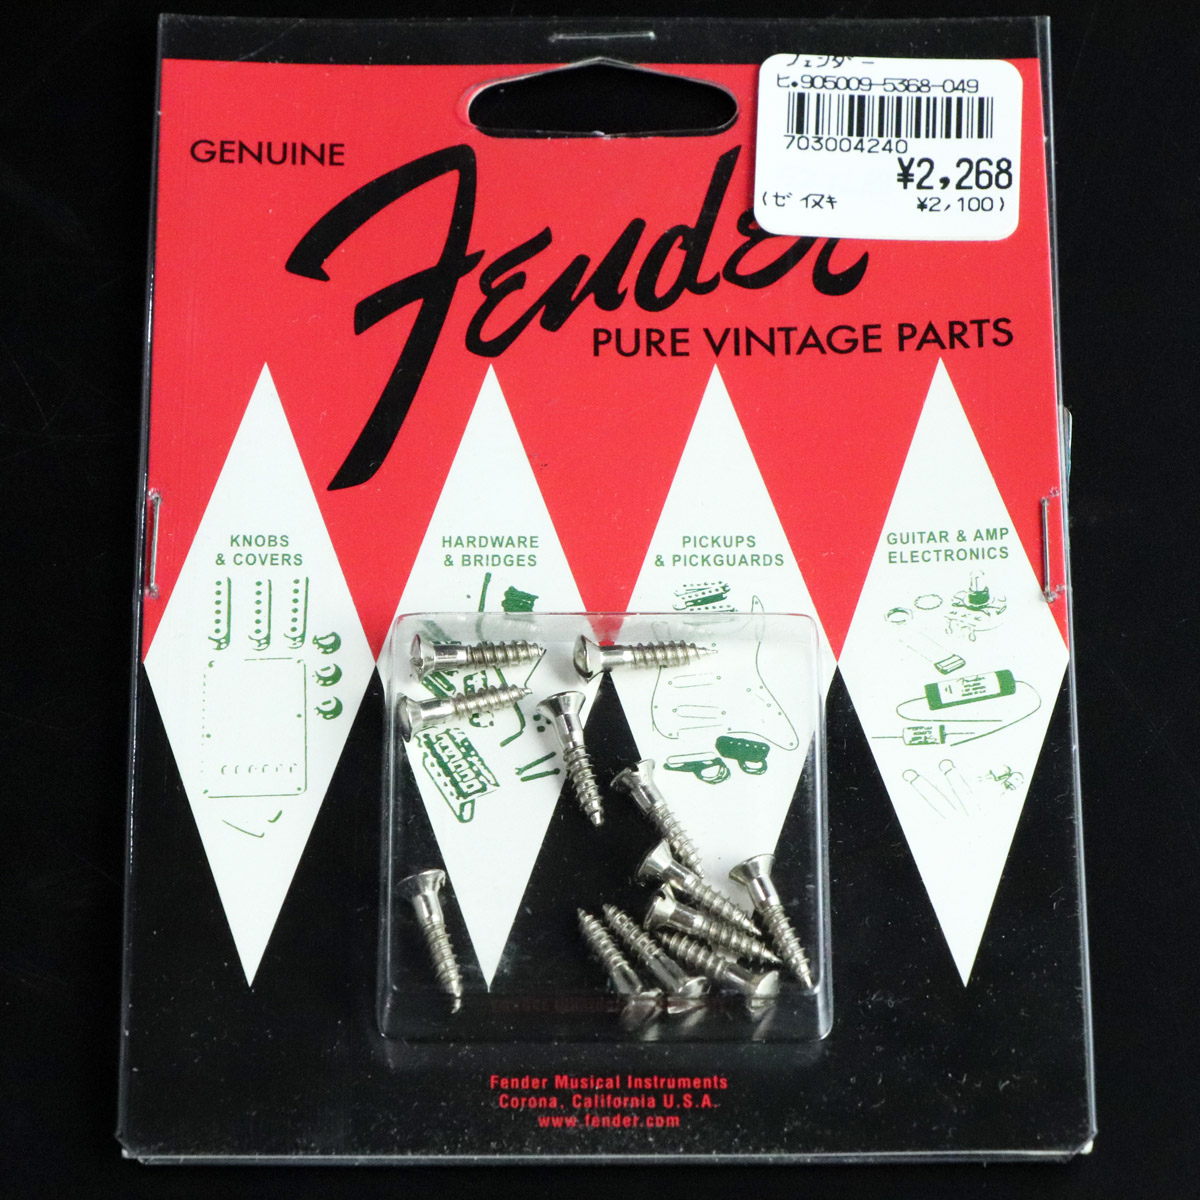 フェンダー
ヒ.905009-5368-049
703004240
¥2,268
(ゼイヌキ ¥2,100)
GENUINE
Fender
PURE VINTAGE PARTS
KNOBS
& COVERS
HARDWARE
& BRIDGES
PICKUPS
& PICKGUARDS
GUITAR & AMP
ELECTRONICS
Fender Musical Instruments
Corona, California U.S.A.
www.fender.com